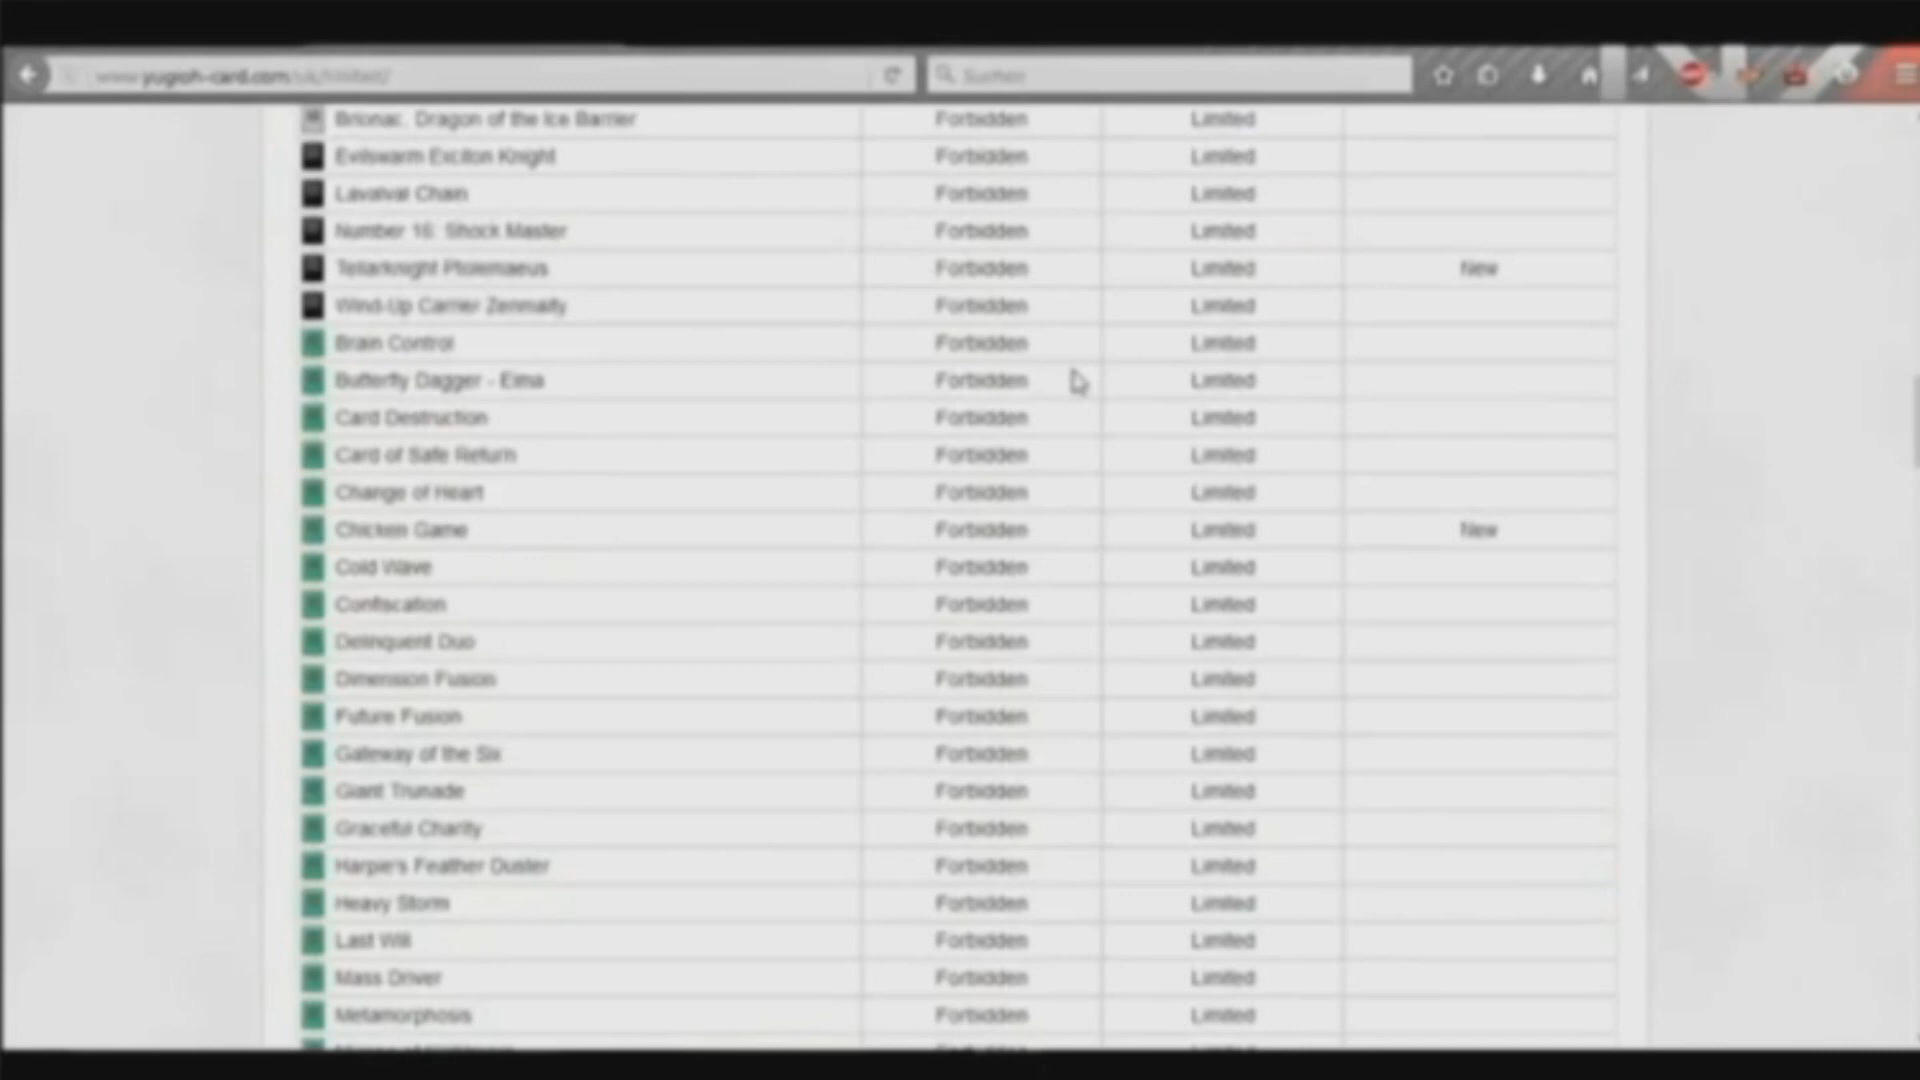 www.yugioh-card.com/uk/limited/
Suchen
Brionac, Dragon of the Ice Barrier Forbidden Limited
Evilswarm Exciton Knight Forbidden Limited
Lavalval Chain Forbidden Limited
Number 16: Shock Master Forbidden Limited
Tellarknight Ptolemaeus Forbidden Limited New
Wind-Up Carrier Zenmaity Forbidden Limited
Brain Control Forbidden Limited
Butterfly Dagger - Elma Forbidden Limited
Card Destruction Forbidden Limited
Card of Safe Return Forbidden Limited
Change of Heart Forbidden Limited
Chicken Game Forbidden Limited New
Cold Wave Forbidden Limited
Confiscation Forbidden Limited
Delinquent Duo Forbidden Limited
Dimension Fusion Forbidden Limited
Future Fusion Forbidden Limited
Gateway of the Six Forbidden Limited
Giant Trunade Forbidden Limited
Graceful Charity Forbidden Limited
Harpie's Feather Duster Forbidden Limited
Heavy Storm Forbidden Limited
Last Will Forbidden Limited
Mass Driver Forbidden Limited
Metamorphosis Forbidden Limited